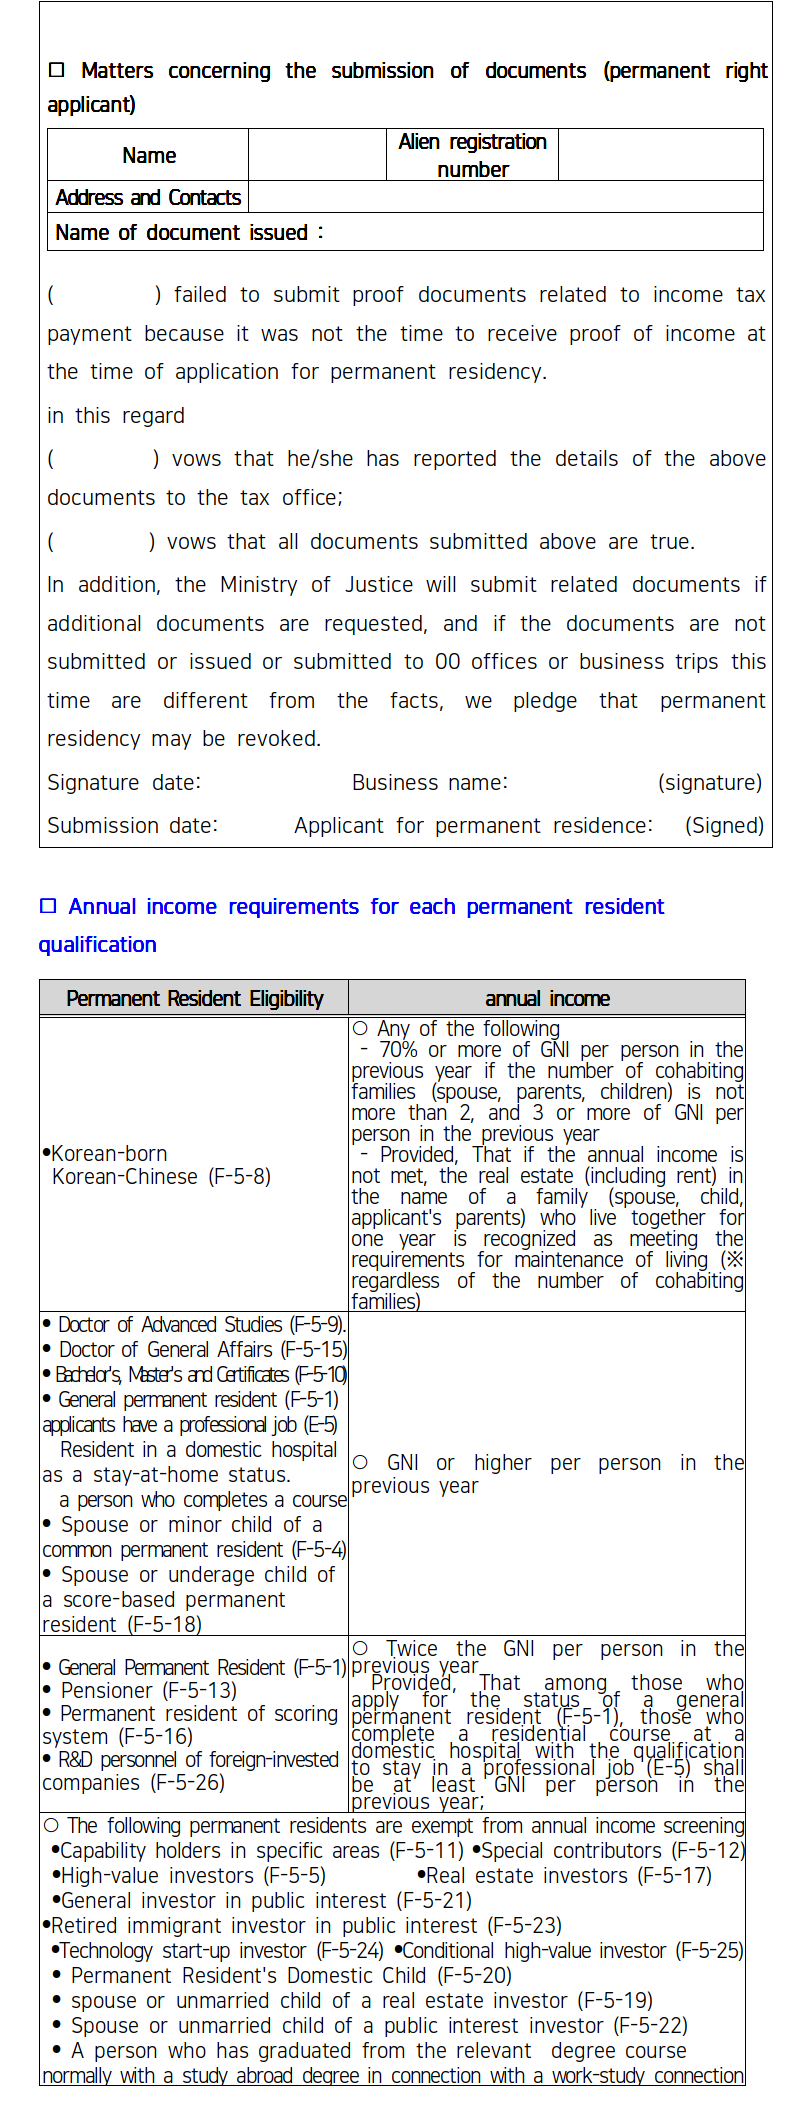 □ Matters concerning the submission of documents (permanent right
applicant)
Name
Alien registration
number
Address and Contacts
Name of document issued :
( ) failed to submit proof documents related to income tax
payment because it was not the time to receive proof of income at
the time of application for permanent residency.
in this regard
( ) vows that he/she has reported the details of the above
documents to the tax office;
( ) vows that all documents submitted above are true.
In addition, the Ministry of Justice will submit related documents if
additional documents are requested, and if the documents are not
submitted or issued or submitted to 00 offices or business trips this
time are different from the facts, we pledge that permanent
residency may be revoked.
Signature date: Business name: (signature)
Submission date: Applicant for permanent residence: (Signed)
□ Annual income requirements for each permanent resident
qualification
Permanent Resident Eligibility
annual income
•Korean-born
Korean-Chinese (F-5-8)
○ Any of the following
- 70% or more of GNI per person in the
previous year if the number of cohabiting
families (spouse, parents, children) is not
more than 2, and 3 or more of GNI per
person in the previous year
- Provided, That if the annual income is
not met, the real estate (including rent) in
the name of a family (spouse, child,
applicant's parents) who live together for
one year is recognized as meeting the
requirements for maintenance of living (※
regardless of the number of cohabiting
families)
• Doctor of Advanced Studies (F-5-9).
• Doctor of General Affairs (F-5-15)
• Bachelor's, Master's and Certificates (F-5-10)
• General permanent resident (F-5-1)
applicants have a professional job (E-5)
Resident in a domestic hospital
as a stay-at-home status.
a person who completes a course
• Spouse or minor child of a
common permanent resident (F-5-4)
• Spouse or underage child of
a score-based permanent
resident (F-5-18)
○ GNI or higher per person in the
previous year
• General Permanent Resident (F-5-1)
• Pensioner (F-5-13)
• Permanent resident of scoring
system (F-5-16)
• R&D personnel of foreign-invested
companies (F-5-26)
○ Twice the GNI per person in the
previous year
Provided, That among those who
apply for the status of a general
permanent resident (F-5-1), those who
complete a residential course at a
domestic hospital with the qualification
to stay in a professional job (E-5) shall
be at least GNI per person in the
previous year;
○ The following permanent residents are exempt from annual income screening
•Capability holders in specific areas (F-5-11) •Special contributors (F-5-12)
•High-value investors (F-5-5) •Real estate investors (F-5-17)
•General investor in public interest (F-5-21)
•Retired immigrant investor in public interest (F-5-23)
•Technology start-up investor (F-5-24) •Conditional high-value investor (F-5-25)
• Permanent Resident's Domestic Child (F-5-20)
• spouse or unmarried child of a real estate investor (F-5-19)
• Spouse or unmarried child of a public interest investor (F-5-22)
• A person who has graduated from the relevant degree course
normally with a study abroad degree in connection with a work-study connection